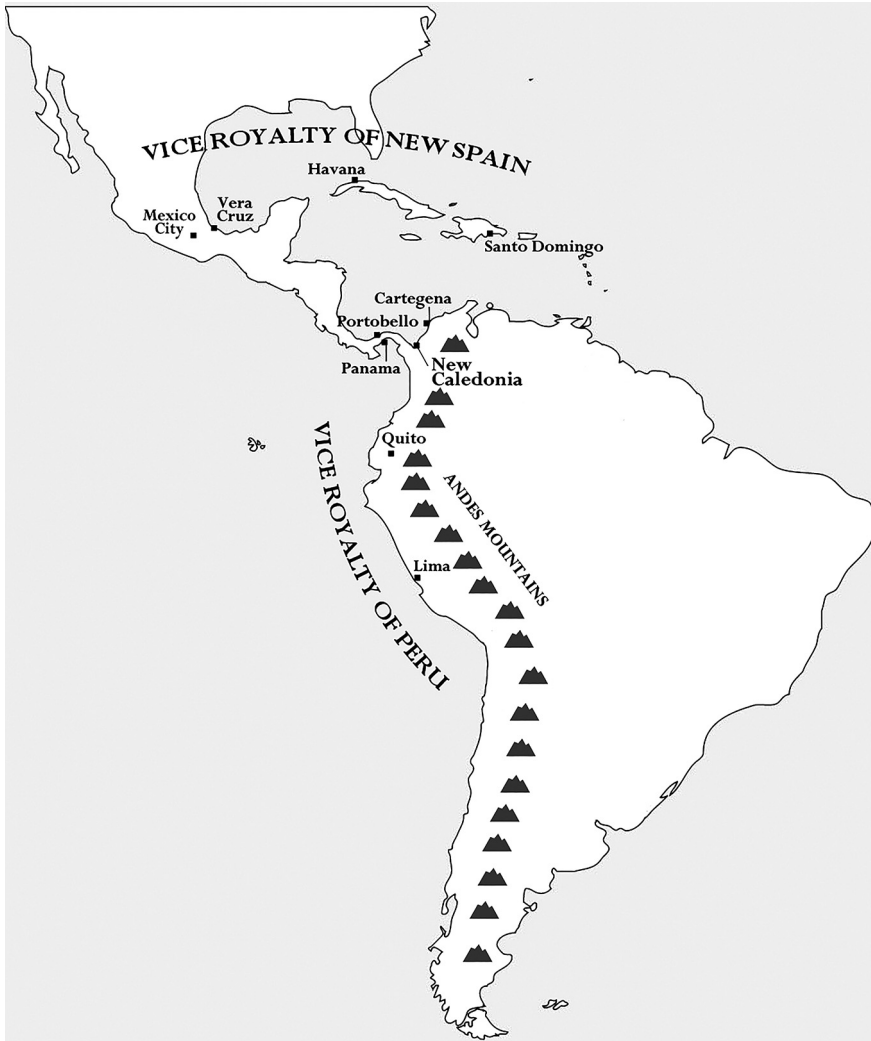 VICE ROYALTY OF NEW SPAIN
Havana
Vera
Cruz
Mexico
City
Santo Domingo
Cartegena
Portobello
Panama
New
Caledonia
Quito
VICE ROYALTY OF PERU
ANDES MOUNTAINS
Lima